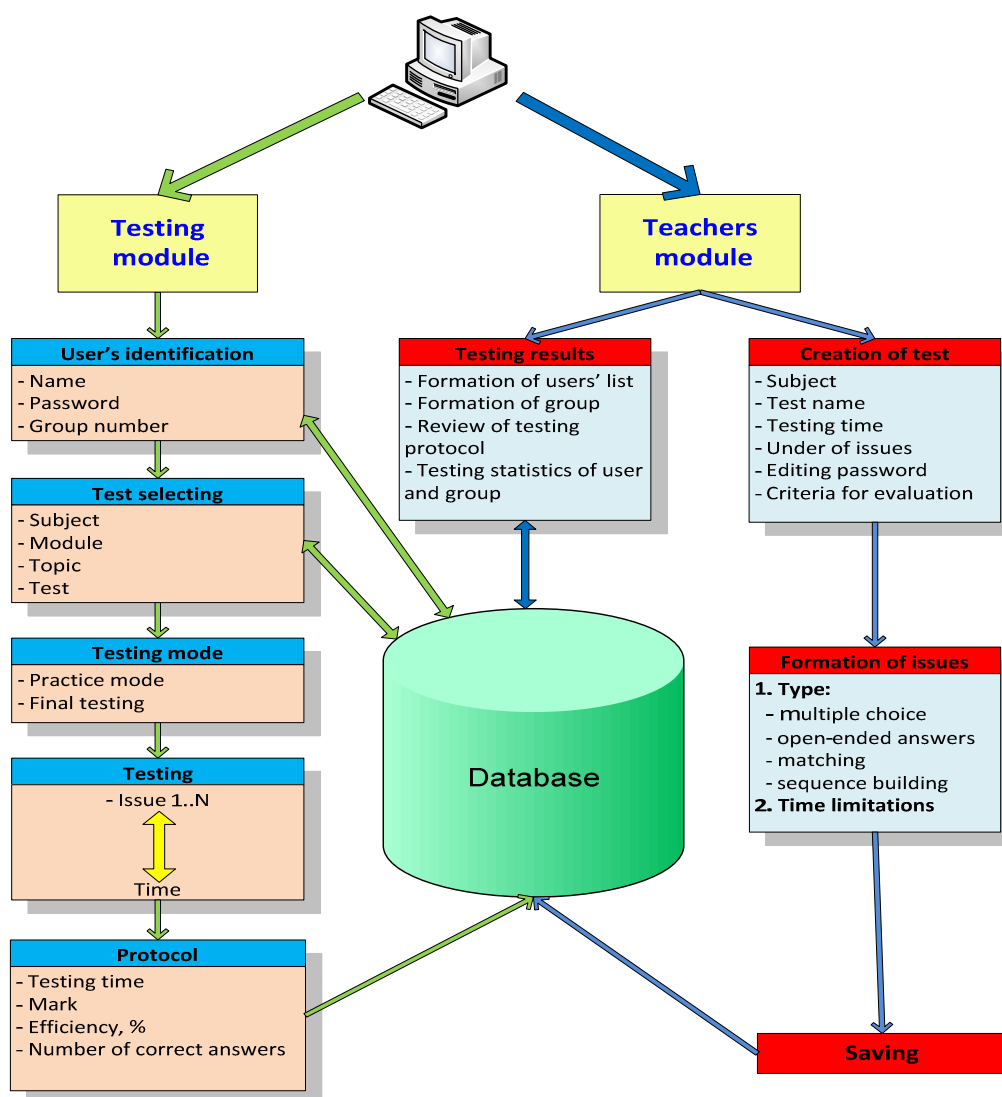 Testing
module
Teachers
module
User's identification
- Name
- Password
- Group number
Test selecting
- Subject
- Module
- Topic
- Test
Testing mode
- Practice mode
- Final testing
Testing
- Issue 1..N
Time
Protocol
- Testing time
- Mark
- Efficiency, %
- Number of correct answers
Testing results
- Formation of users' list
- Formation of group
- Review of testing
protocol
- Testing statistics of user
and group
Database
Creation of test
- Subject
- Test name
- Testing time
- Under of issues
- Editing password
- Criteria for evaluation
Formation of issues
1. Type:
- multiple choice
- open-ended answers
- matching
- sequence building
2. Time limitations
Saving